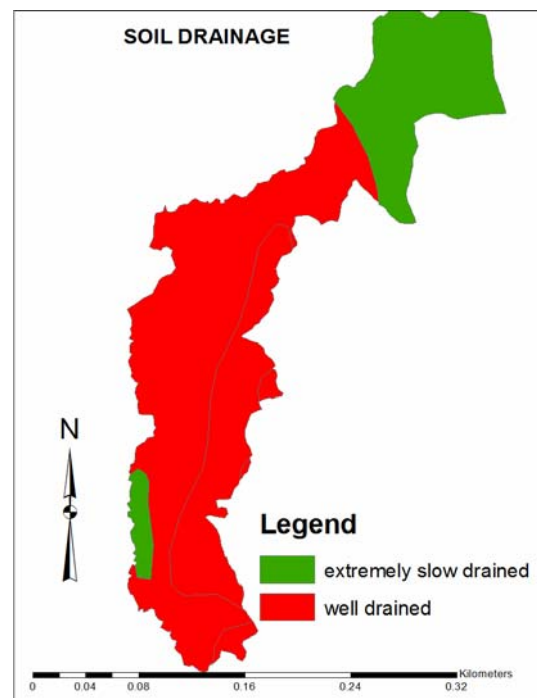 SOIL DRAINAGE
N
Legend
extremely slow drained
well drained
Kilometers
0 0.04 0.08 0.16 0.24 0.32